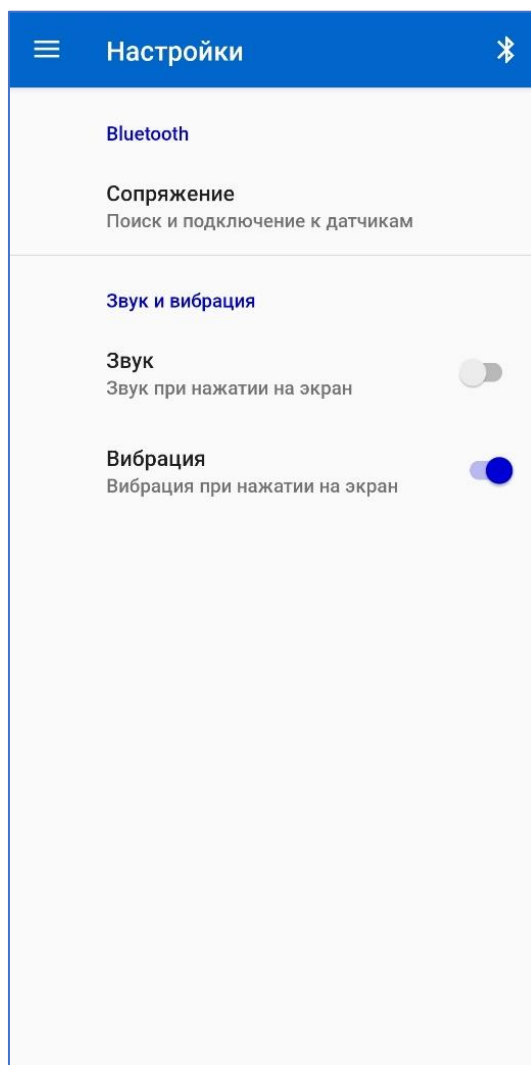 Настройки
Bluetooth
Сопряжение
Поиск и подключение к датчикам
Звук и вибрация
Звук
Звук при нажатии на экран
Вибрация
Вибрация при нажатии на экран